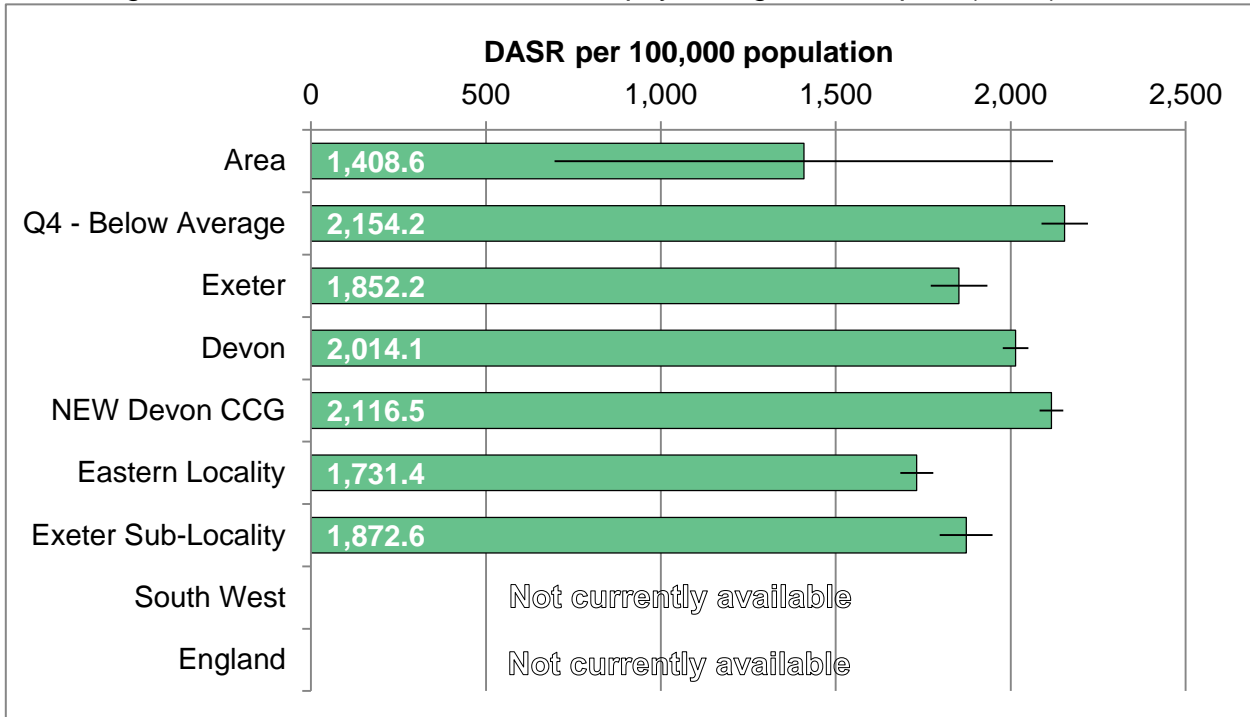 DASR per 100,000 population
0 500 1,000 1,500 2,000 2,500
Area 1,408.6
Q4 - Below Average 2,154.2
Exeter 1,852.2
Devon 2,014.1
NEW Devon CCG 2,116.5
Eastern Locality 1,731.4
Exeter Sub-Locality 1,872.6
South West Not currently available
England Not currently available